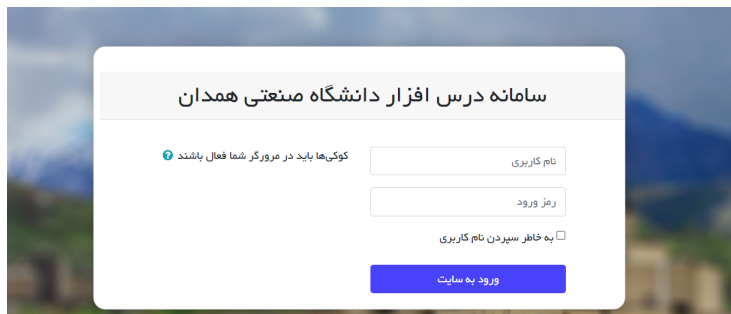 سامانه درس افزار دانشگاه صنعتی همدان
نام کاربری
رمز ورود
به خاطر سپردن نام کاربری
ورود به سایت
کوکی‌ها باید در مرورگر شما فعال باشند ?